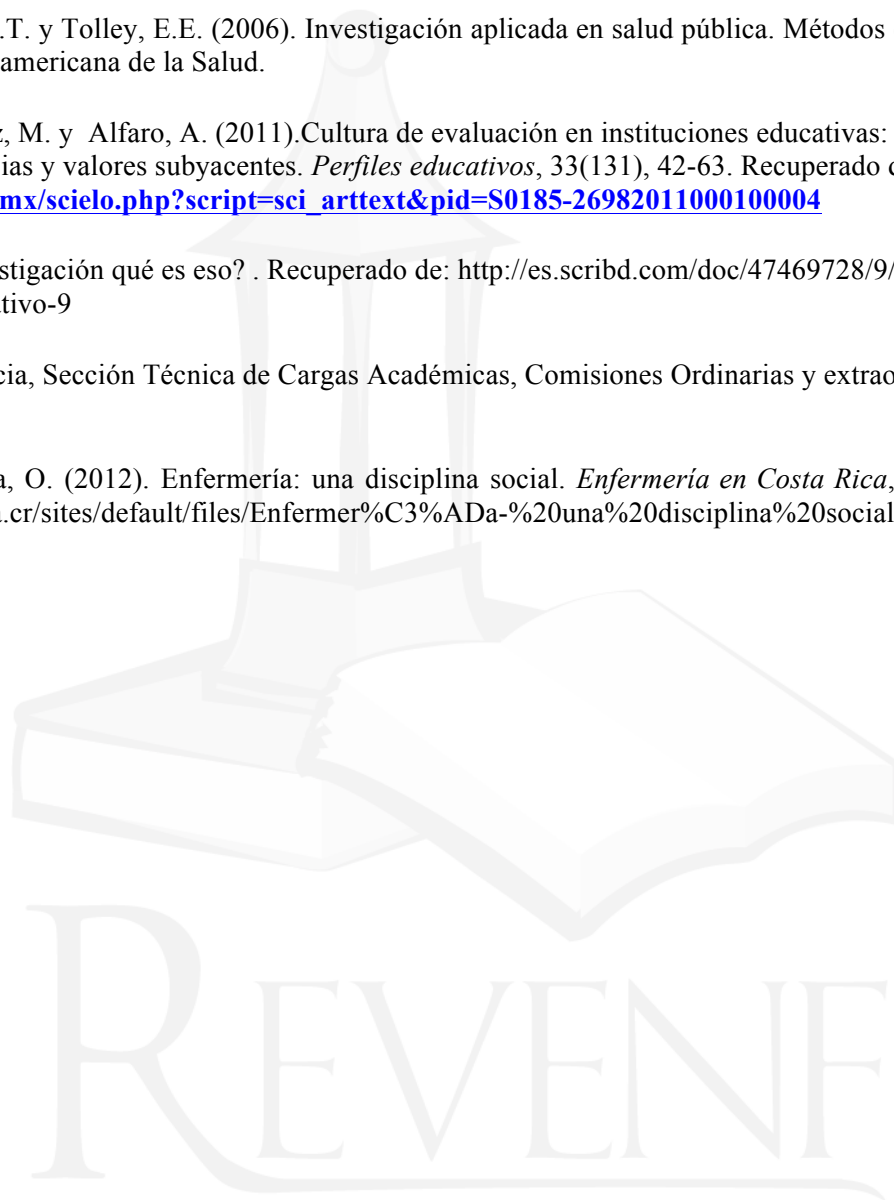 .T. y Tolley, E.E. (2006). Investigación aplicada en salud pública. Métodos
americana de la Salud.
z, M. y  Alfaro, A. (2011).Cultura de evaluación en instituciones educativas:
ias y valores subyacentes. Perfiles educativos, 33(131), 42-63. Recuperado
mx/scielo.php?script=sci_arttext&pid=S0185-26982011000100004
stigación qué es eso? . Recuperado de: http://es.scribd.com/doc/47469728/9/
ativo-9
cia, Sección Técnica de Cargas Académicas, Comisiones Ordinarias y extrao
a, O. (2012). Enfermería: una disciplina social. Enfermería en Costa Rica,
a.cr/sites/default/files/Enfermer%C3%ADa-%20una%20disciplina%20social
REVENF